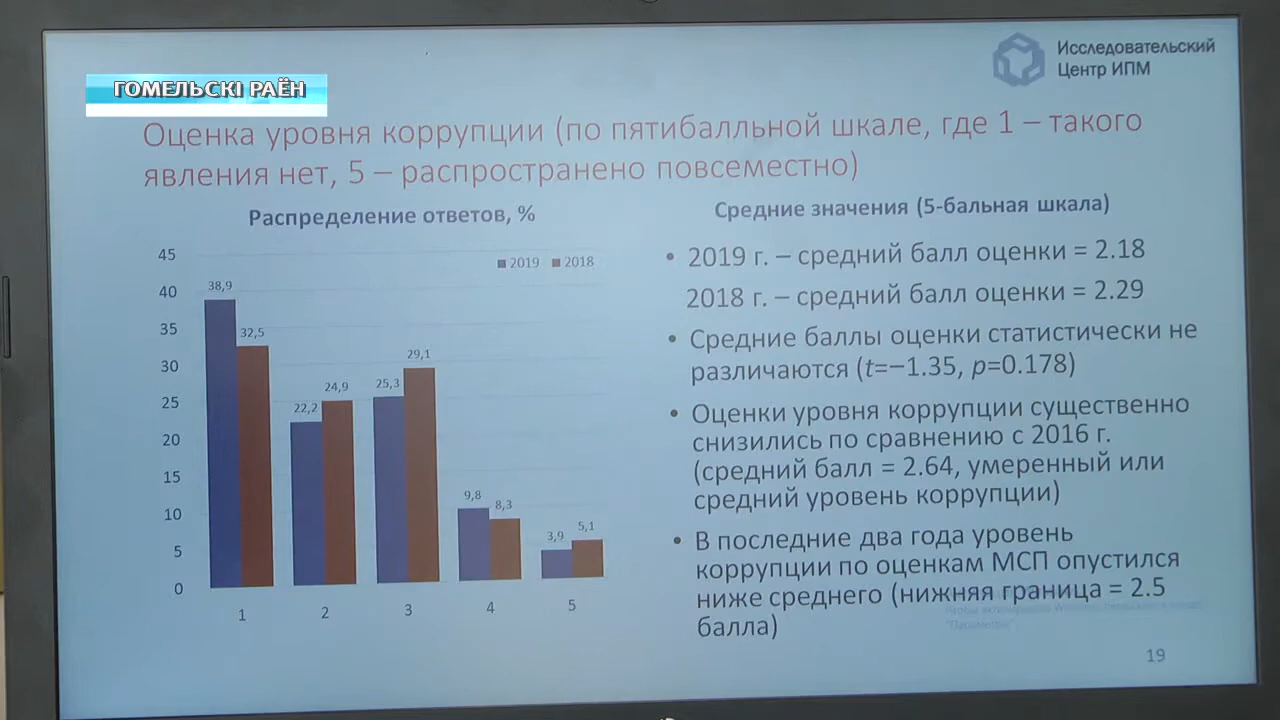 Исследовательский
Центр ИПМ
ГОМЕЛЬСКІ РАЁН
Оценка уровня коррупции (по пятибалльной шкале, где 1 – такого
явления нет, 5 – распространено повсеместно)
Распределение ответов, %
45
40
35
30
25
20
15
10
5
0
2019 2018
38,9
32,5
22,2
24,9
25,3
29,1
9,8
8,3
3,9
5,1
1 2 3 4 5
Средние значения (5-бальная шкала)
• 2019 г. – средний балл оценки = 2.18
2018 г. – средний балл оценки = 2.29
• Средние баллы оценки статистически не
различаются (t=−1.35, p=0.178)
• Оценки уровня коррупции существенно
снизились по сравнению с 2016 г.
(средний балл = 2.64, умеренный или
средний уровень коррупции)
• В последние два года уровень
коррупции по оценкам МСП опустился
ниже среднего (нижняя граница = 2.5
балла)
"Параметры"
19